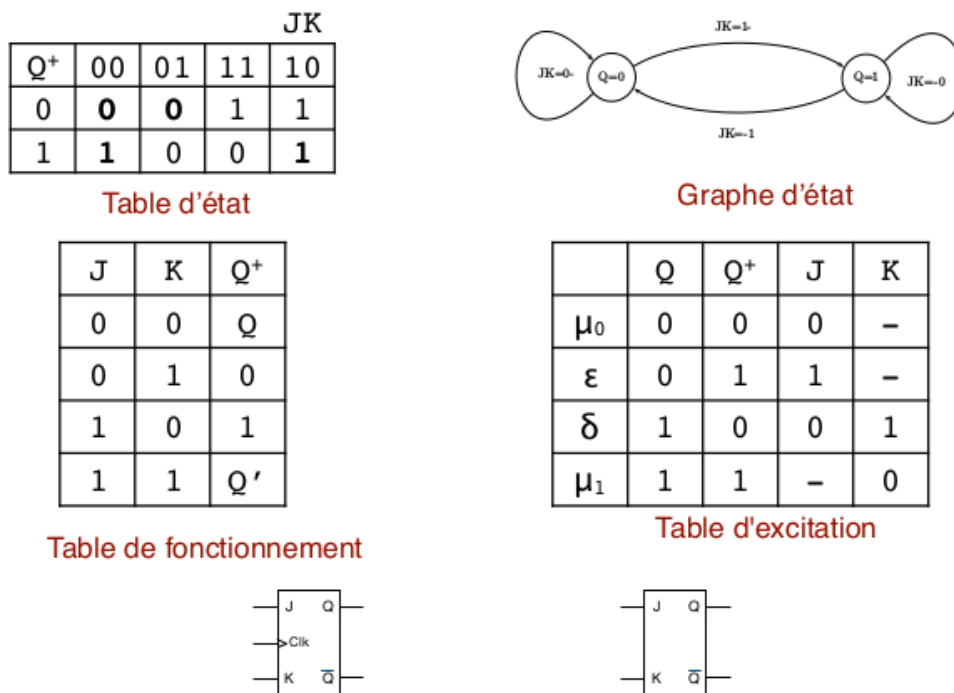 JK
Q⁺ 00 01 11 10
0 0 0 1 1
1 1 0 0 1
Table d'état
JK=1-
JK=0- Q=0 Q=1 JK=-0
JK=-1
Graphe d'état
J K Q⁺
0 0 Q
0 1 0
1 0 1
1 1 Q′
Table de fonctionnement
Q Q⁺ J K
μ₀ 0 0 0 –
ε 0 1 1 –
δ 1 0 0 1
μ₁ 1 1 – 0
Table d'excitation
J Q
Clk
K Q̅
J Q
K Q̅